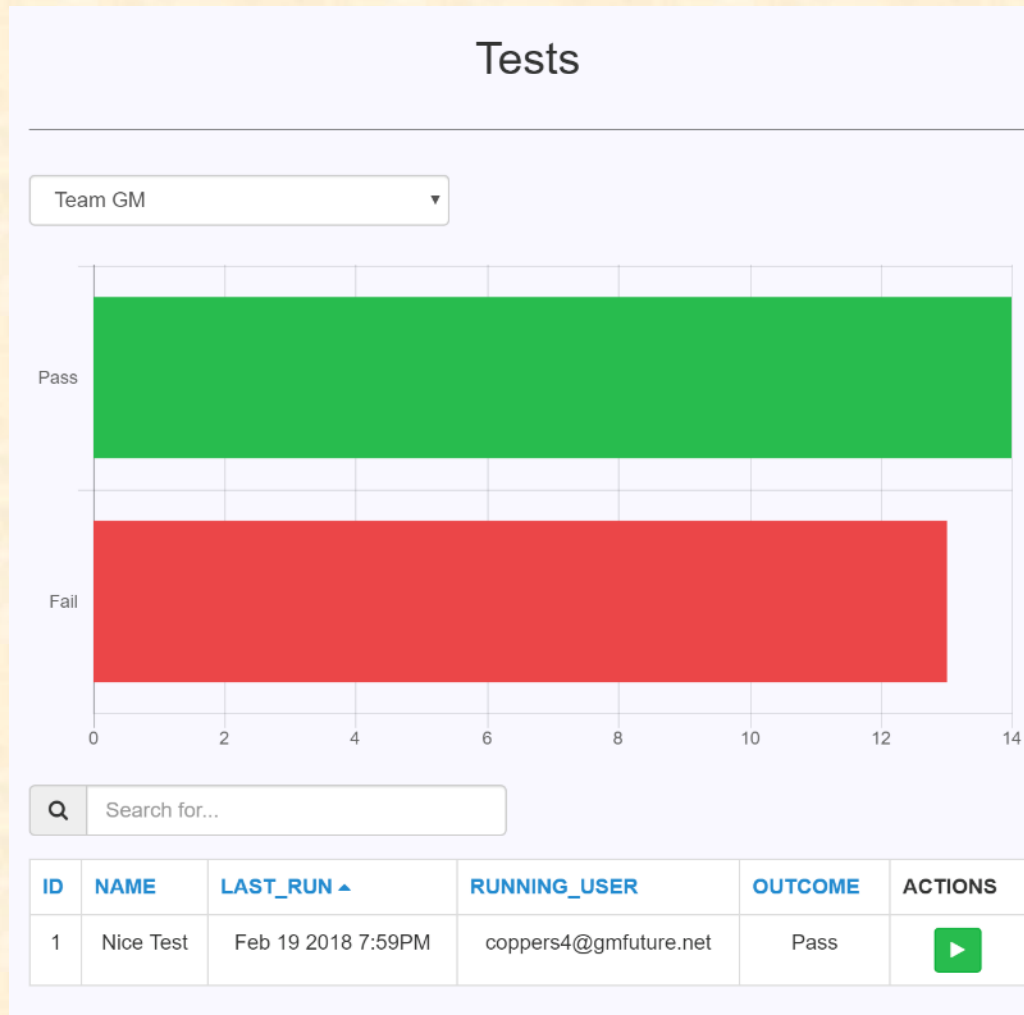 Tests
Team GM
Pass
Fail
0 2 4 6 8 10 12 14
Search for...
ID NAME LAST_RUN RUNNING_USER OUTCOME ACTIONS
1 Nice Test Feb 19 2018 7:59PM coppers4@gmfuture.net Pass